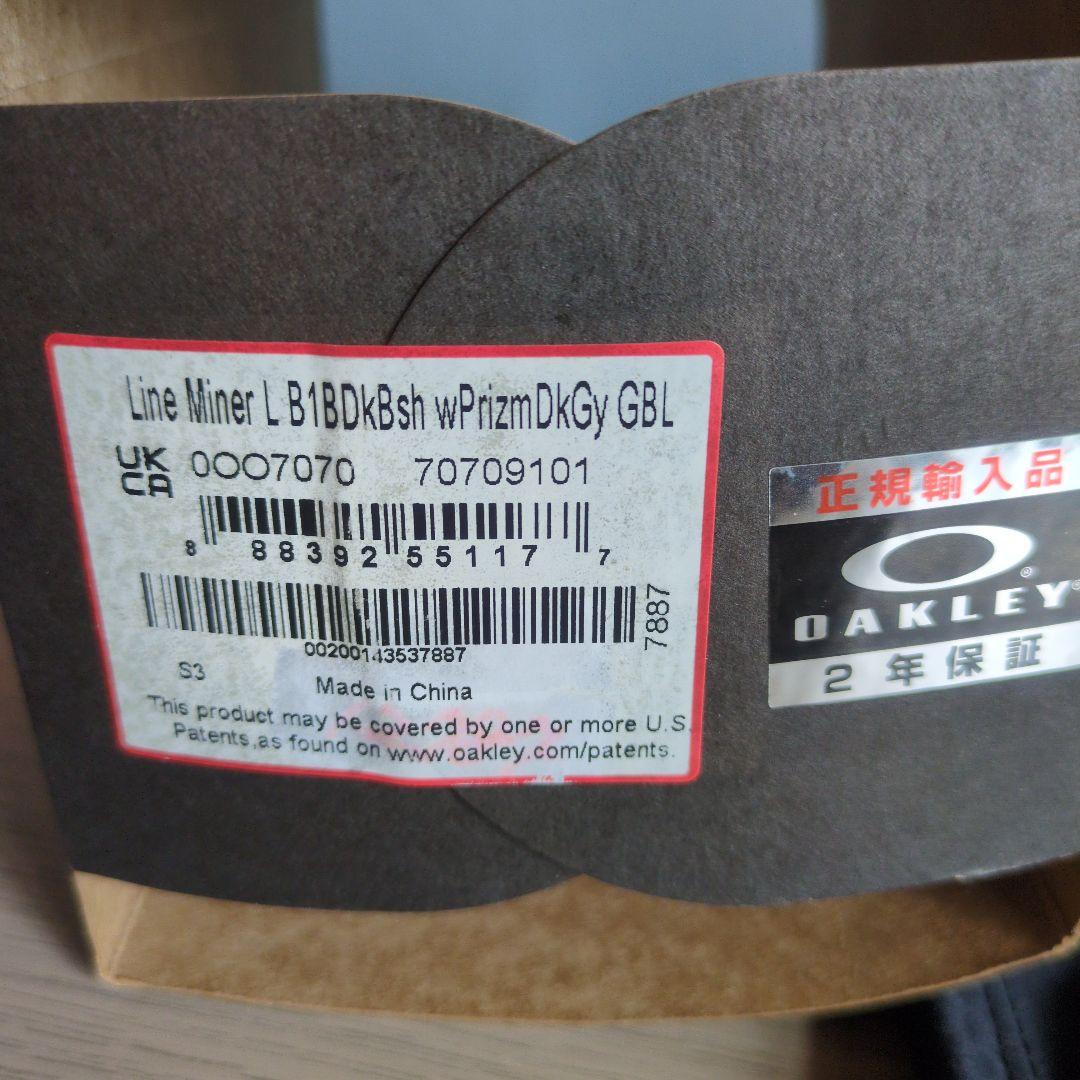 Line Miner L B1BDkBsh wPrizmDkGy GBL
UK CA 0OO7070 70709101
8 88392 55117 7
00200143537887
7887
S3
Made in China
This product may be covered by one or more U.S.
Patents,as found on www.oakley.com/patents.
正規輸入品
OAKLEY®
2年保証